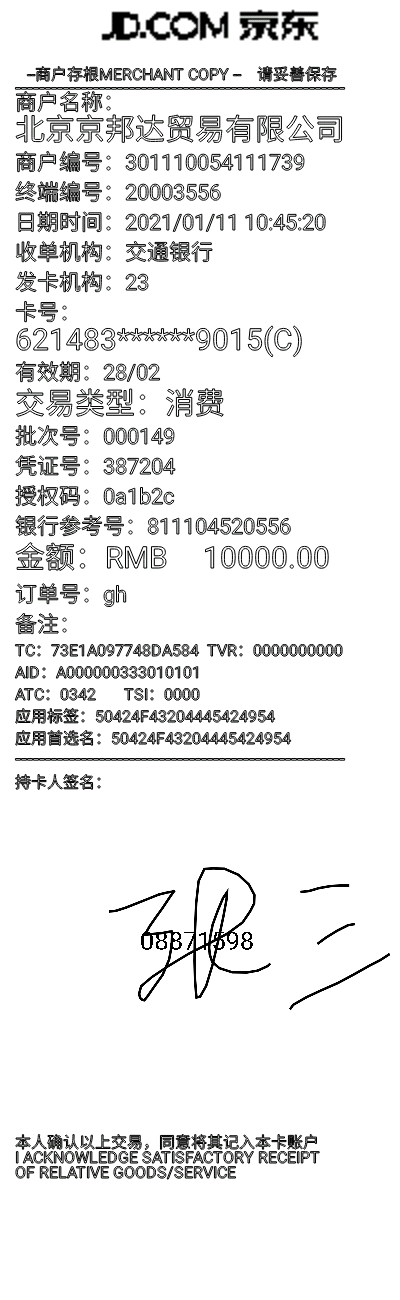 JD.COM 京东
–商户存根MERCHANT COPY – 请妥善保存
商户名称：
北京京邦达贸易有限公司
商户编号：301110054111739
终端编号：20003556
日期时间：2021/01/11 10:45:20
收单机构：交通银行
发卡机构：23
卡号：
621483******9015(C)
有效期：28/02
交易类型：消费
批次号：000149
凭证号：387204
授权码：0a1b2c
银行参考号：811104520556
金额：RMB 10000.00
订单号：gh
备注：
TC：73E1A097748DA584 TVR：0000000000
AID：A000000333010101
ATC：0342 TSI：0000
应用标签：50424F43204445424954
应用首选名：50424F43204445424954
持卡人签名：
张三
08871598
本人确认以上交易，同意将其记入本卡账户
I ACKNOWLEDGE SATISFACTORY RECEIPT
OF RELATIVE GOODS/SERVICE